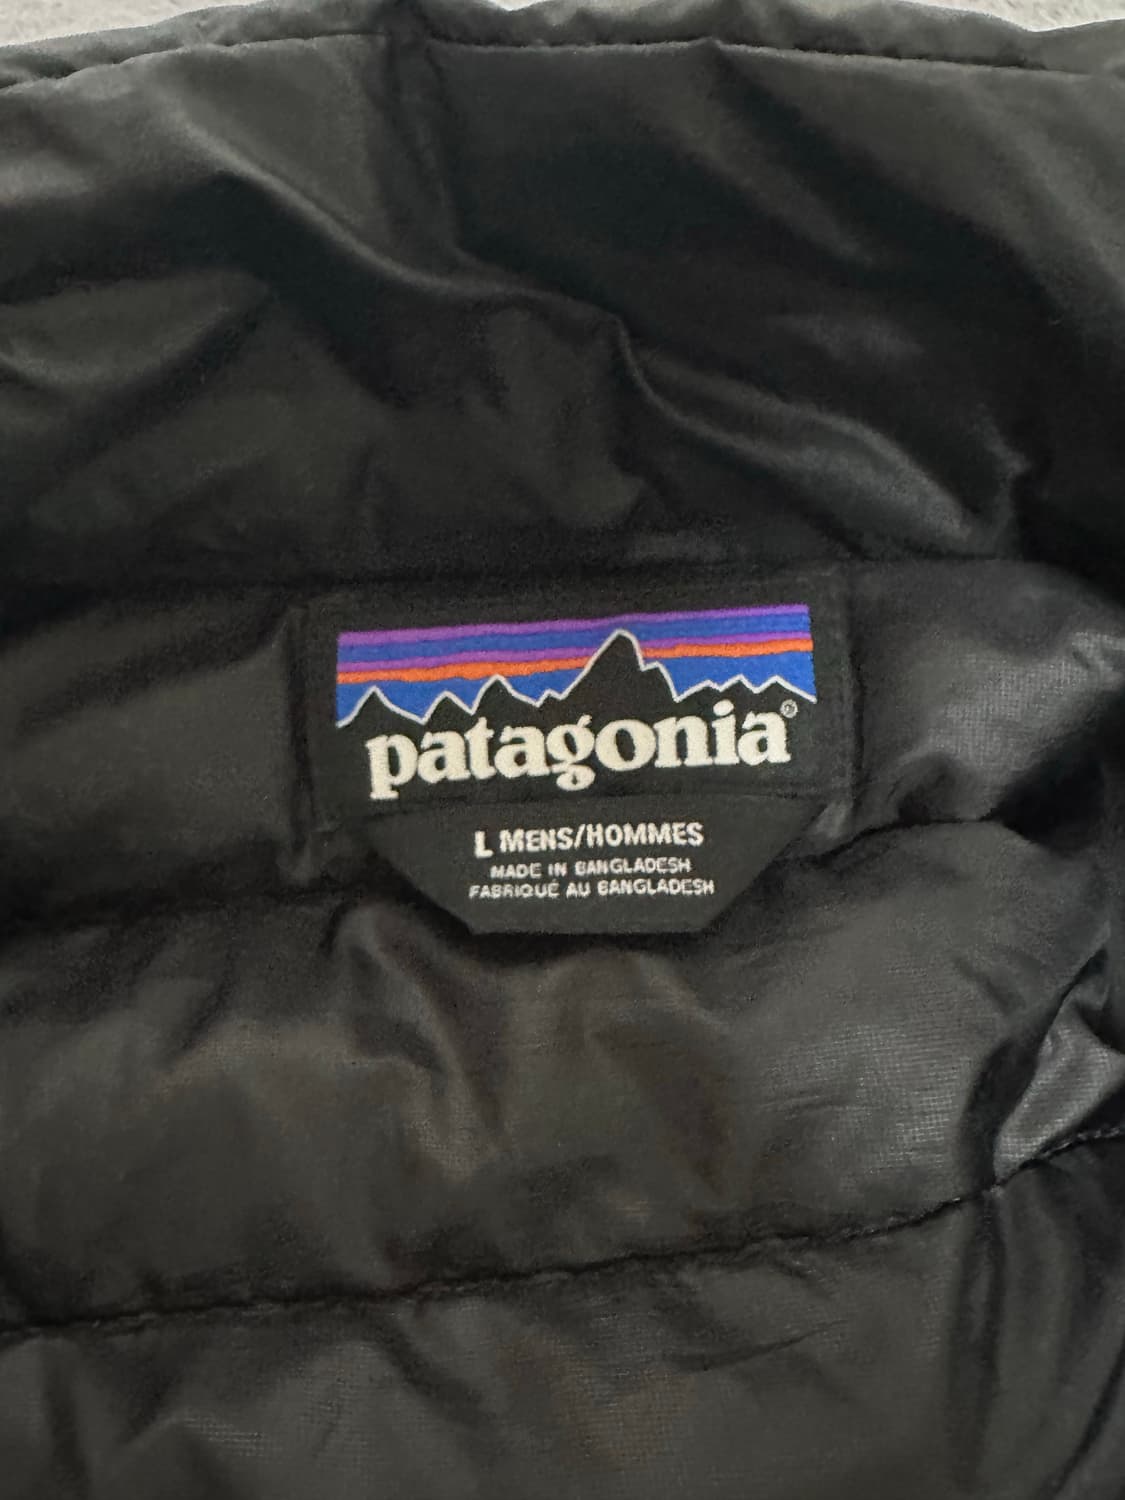 patagonia®
L MENS/HOMMES
MADE IN BANGLADESH
FABRIQUÉ AU BANGLADESH